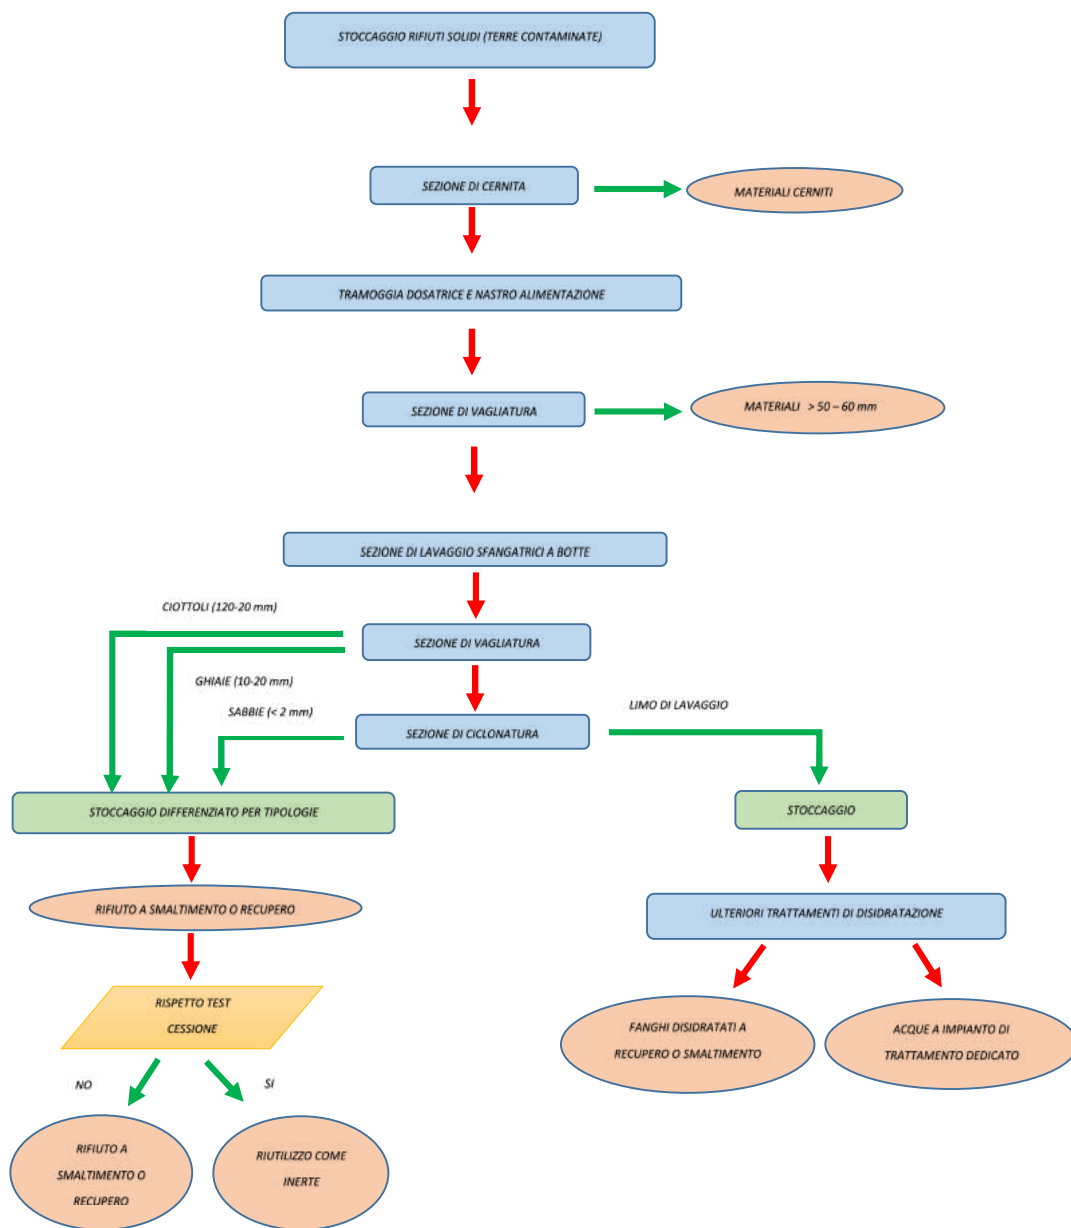 STOCCAGGIO RIFIUTI SOLIDI (TERRE CONTAMINATE)
SEZIONE DI CERNITA
MATERIALI CERNITI
TRAMOGGIA DOSATRICE E NASTRO ALIMENTAZIONE
SEZIONE DI VAGLIATURA
MATERIALI > 50 – 60 mm
SEZIONE DI LAVAGGIO SFANGATRICI A BOTTE
CIOTTOLI (120-20 mm)
SEZIONE DI VAGLIATURA
GHIAIE (10-20 mm)
SABBIE (< 2 mm)
LIMO DI LAVAGGIO
SEZIONE DI CICLONATURA
STOCCAGGIO DIFFERENZIATO PER TIPOLOGIE
STOCCAGGIO
RIFIUTO A SMALTIMENTO O RECUPERO
ULTERIORI TRATTAMENTI DI DISIDRATAZIONE
RISPETTO TEST
CESSIONE
FANGHI DISIDRATATI A
RECUPERO O SMALTIMENTO
ACQUE A IMPIANTO DI
TRATTAMENTO DEDICATO
NO
SI
RIFIUTO A
SMALTIMENTO O
RECUPERO
RIUTILIZZO COME
INERTE